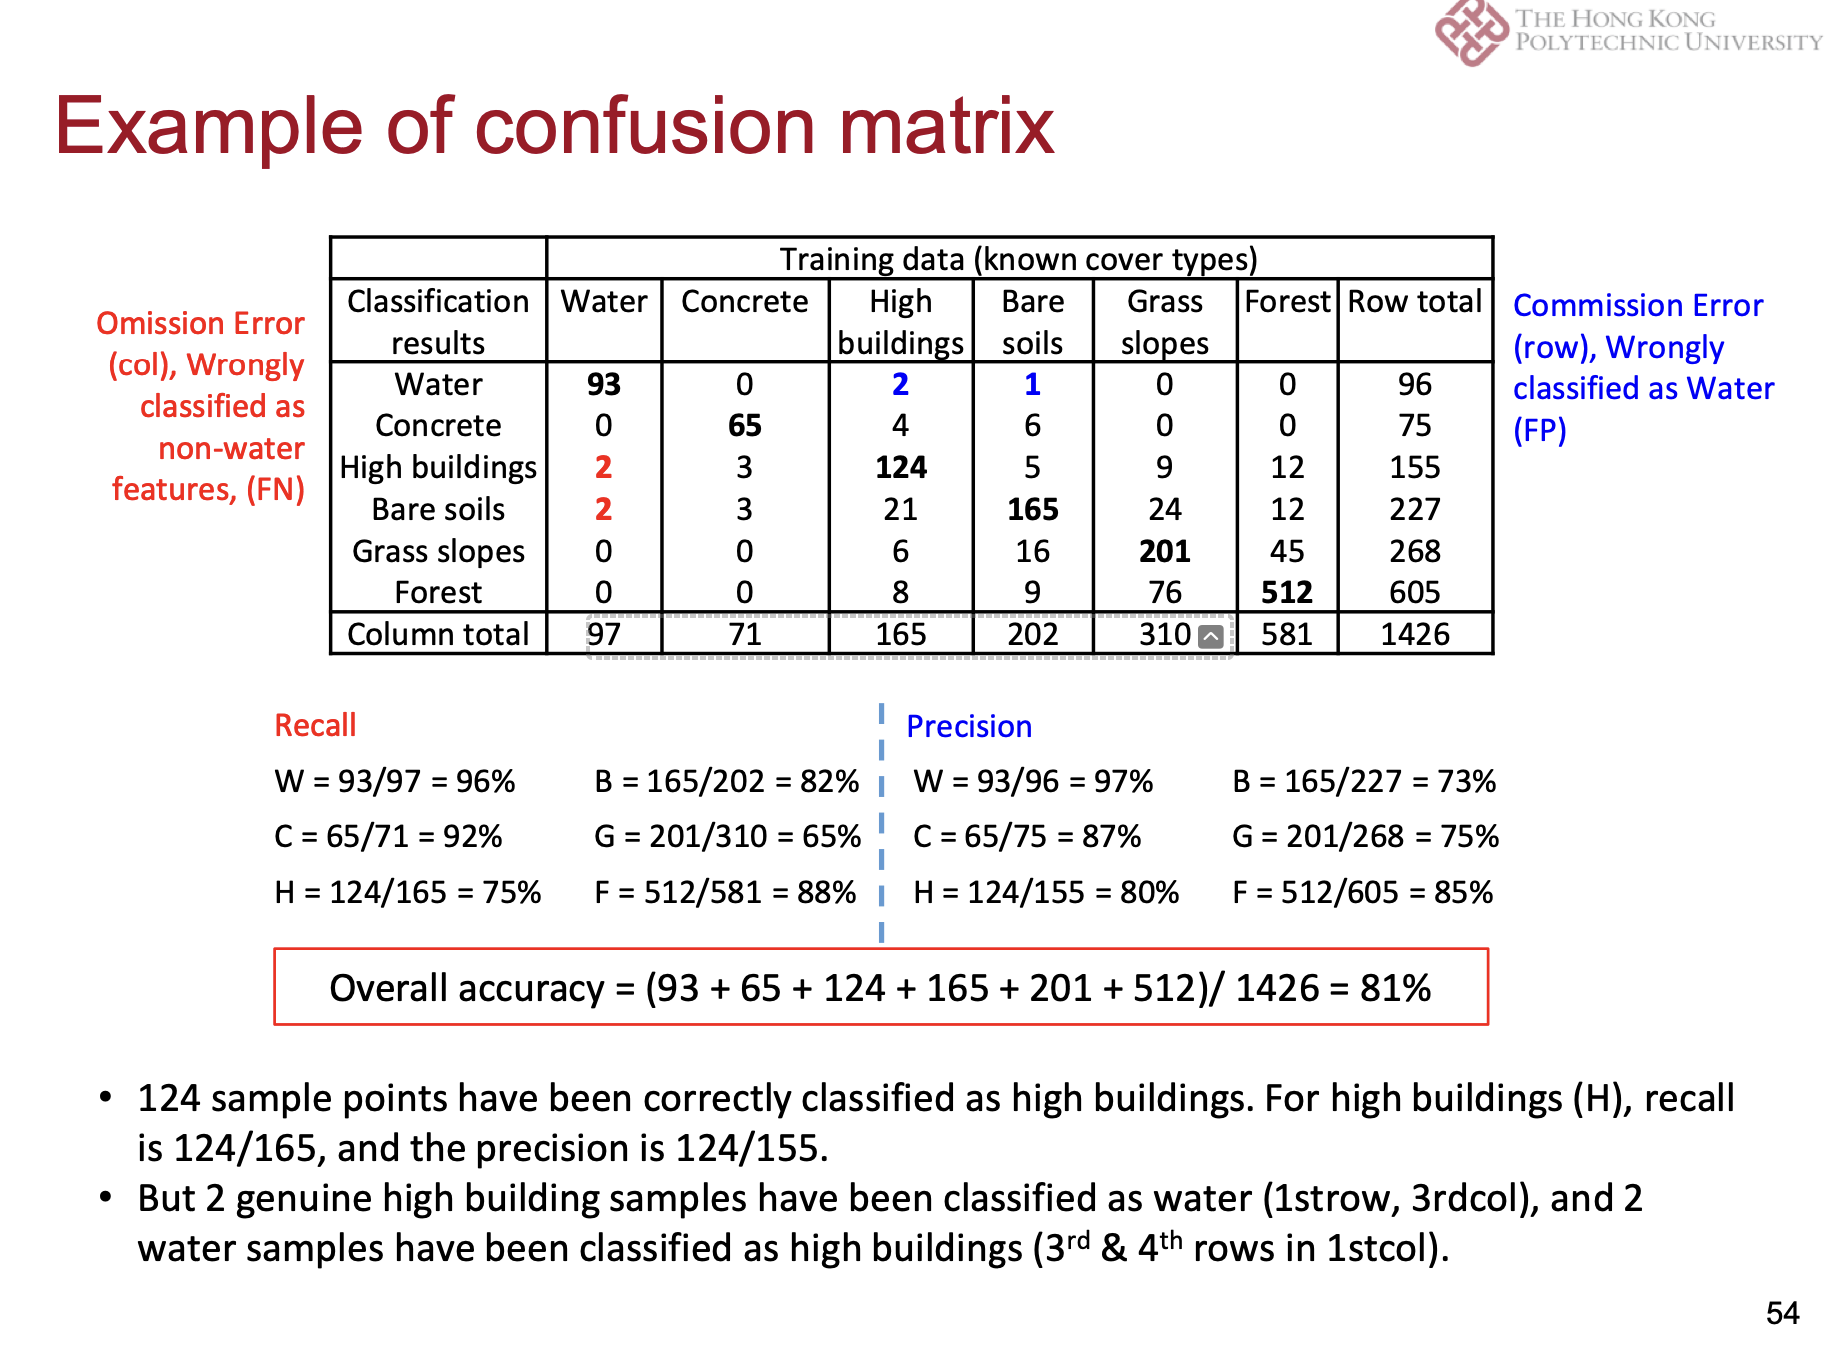 THE HONG KONG
POLYTECHNIC UNIVERSITY
Example of confusion matrix
Omission Error
(col), Wrongly
classified as
non-water
features, (FN)
Training data (known cover types)
Classification results Water Concrete High buildings Bare soils Grass slopes Forest Row total
Water 93 0 2 1 0 0 96
Concrete 0 65 4 6 0 0 75
High buildings 2 3 124 5 9 12 155
Bare soils 2 3 21 165 24 12 227
Grass slopes 0 0 6 16 201 45 268
Forest 0 0 8 9 76 512 605
Column total 97 71 165 202 310 581 1426
Commission Error
(row), Wrongly
classified as Water
(FP)
Recall
W = 93/97 = 96% B = 165/202 = 82%
C = 65/71 = 92% G = 201/310 = 65%
H = 124/165 = 75% F = 512/581 = 88%
Precision
W = 93/96 = 97% B = 165/227 = 73%
C = 65/75 = 87% G = 201/268 = 75%
H = 124/155 = 80% F = 512/605 = 85%
Overall accuracy = (93 + 65 + 124 + 165 + 201 + 512)/ 1426 = 81%
• 124 sample points have been correctly classified as high buildings. For high buildings (H), recall
is 124/165, and the precision is 124/155.
• But 2 genuine high building samples have been classified as water (1strow, 3rdcol), and 2
water samples have been classified as high buildings (3rd & 4th rows in 1stcol).
54